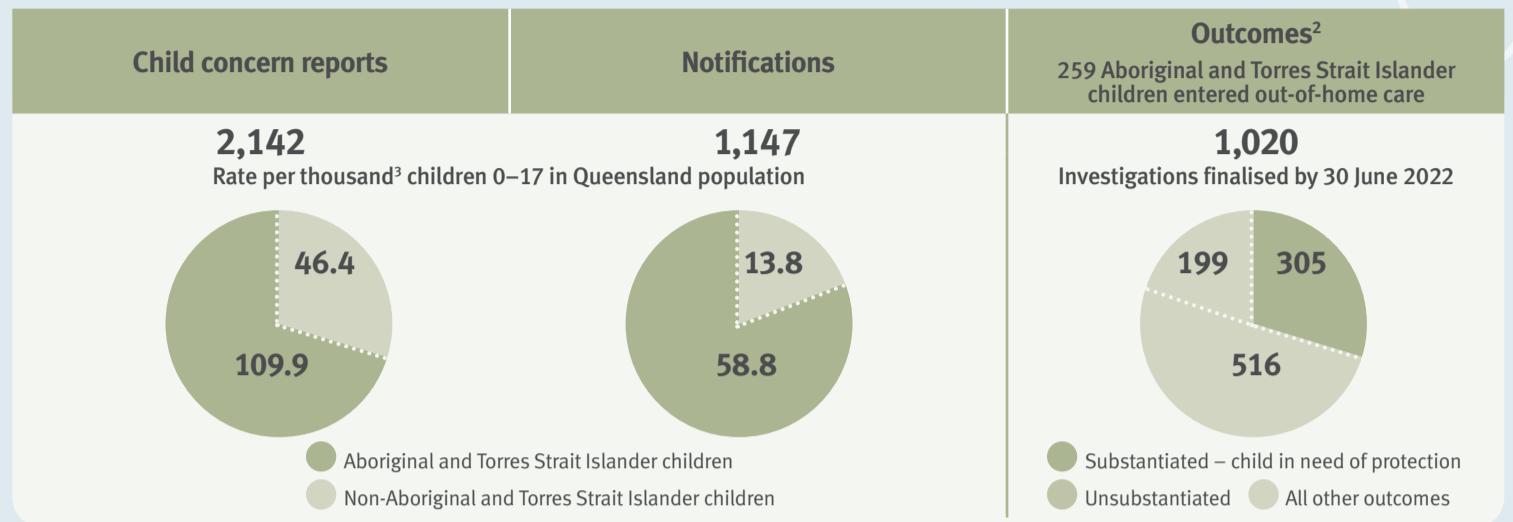 Child concern reports
Notifications
Outcomes²
259 Aboriginal and Torres Strait Islander
children entered out-of-home care
2,142
1,147
Rate per thousand³ children 0–17 in Queensland population
46.4
109.9
13.8
58.8
Aboriginal and Torres Strait Islander children
Non-Aboriginal and Torres Strait Islander children
1,020
Investigations finalised by 30 June 2022
199
305
516
Substantiated – child in need of protection
Unsubstantiated
All other outcomes